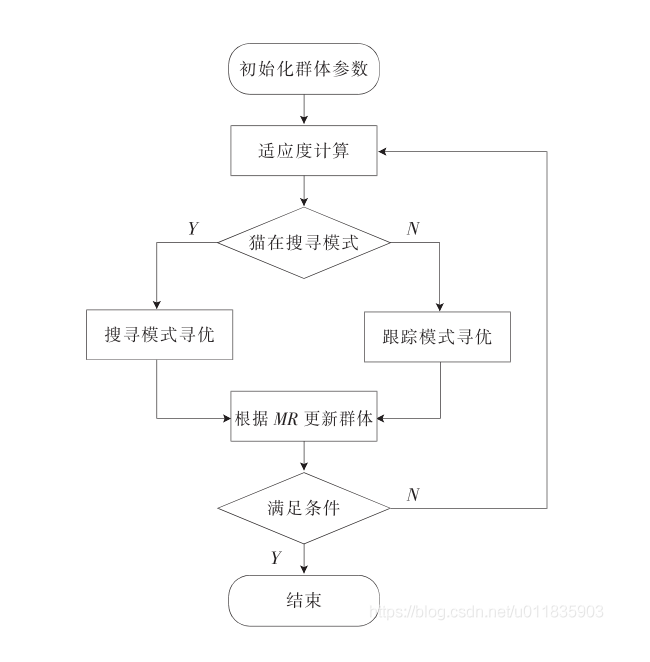 初始化群体参数
适应度计算
猫在搜寻模式
Y
N
搜寻模式寻优
跟踪模式寻优
根据 MR 更新群体
满足条件
N
Y
结束
https://blog.csdn.net/u011835903